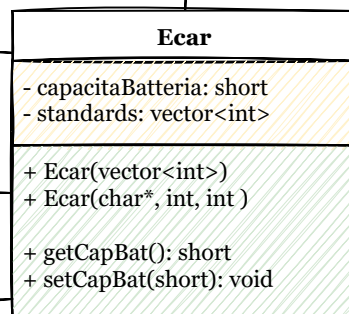 Ecar
- capacitaBatteria: short
- standards: vector<int>
+ Ecar(vector<int>)
+ Ecar(char*, int, int )
+ getCapBat(): short
+ setCapBat(short): void